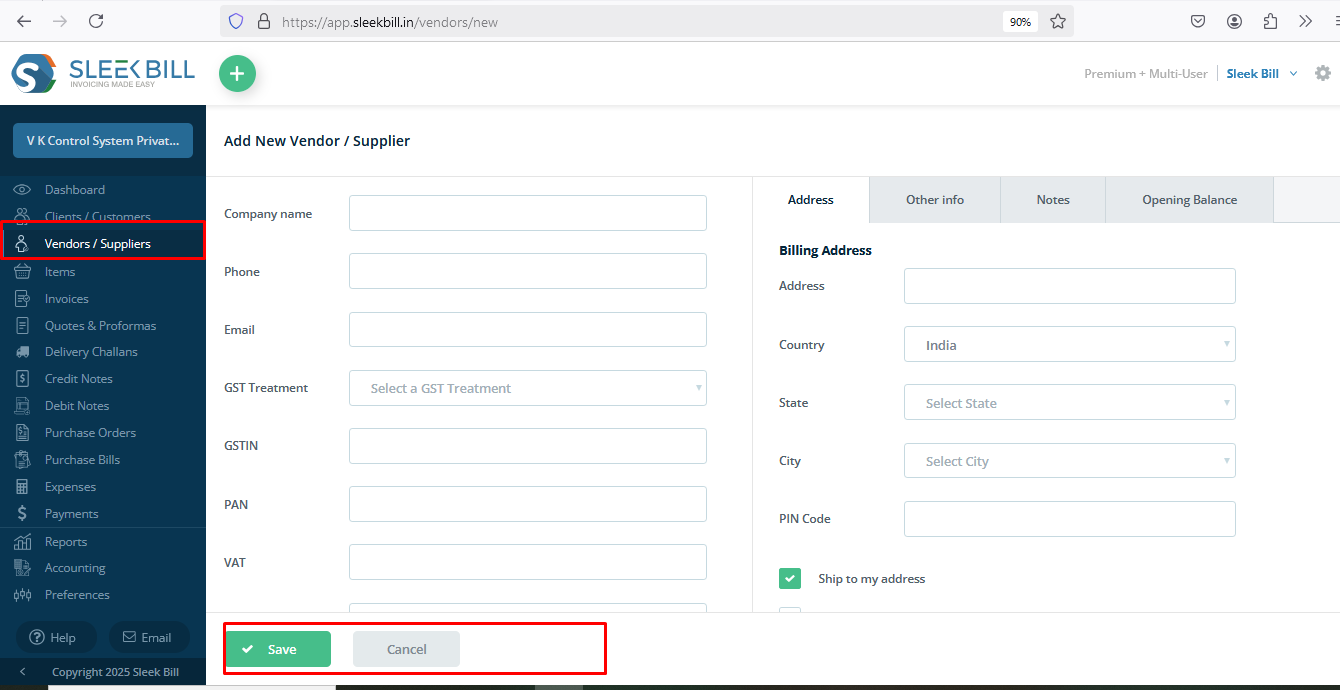 https://app.sleekbill.in/vendors/new
90%
SLEEK BILL
INVOICING MADE EASY
Premium + Multi-User
Sleek Bill
V K Control System Privat...
Dashboard
Clients / Customers
Vendors / Suppliers
Items
Invoices
Quotes & Proformas
Delivery Challans
Credit Notes
Debit Notes
Purchase Orders
Purchase Bills
Expenses
Payments
Reports
Accounting
Preferences
Help
Email
Copyright 2025 Sleek Bill
Add New Vendor / Supplier
Company name
Phone
Email
GST Treatment
Select a GST Treatment
GSTIN
PAN
VAT
Save
Cancel
Address
Other info
Notes
Opening Balance
Billing Address
Address
Country
India
State
Select State
City
Select City
PIN Code
Ship to my address